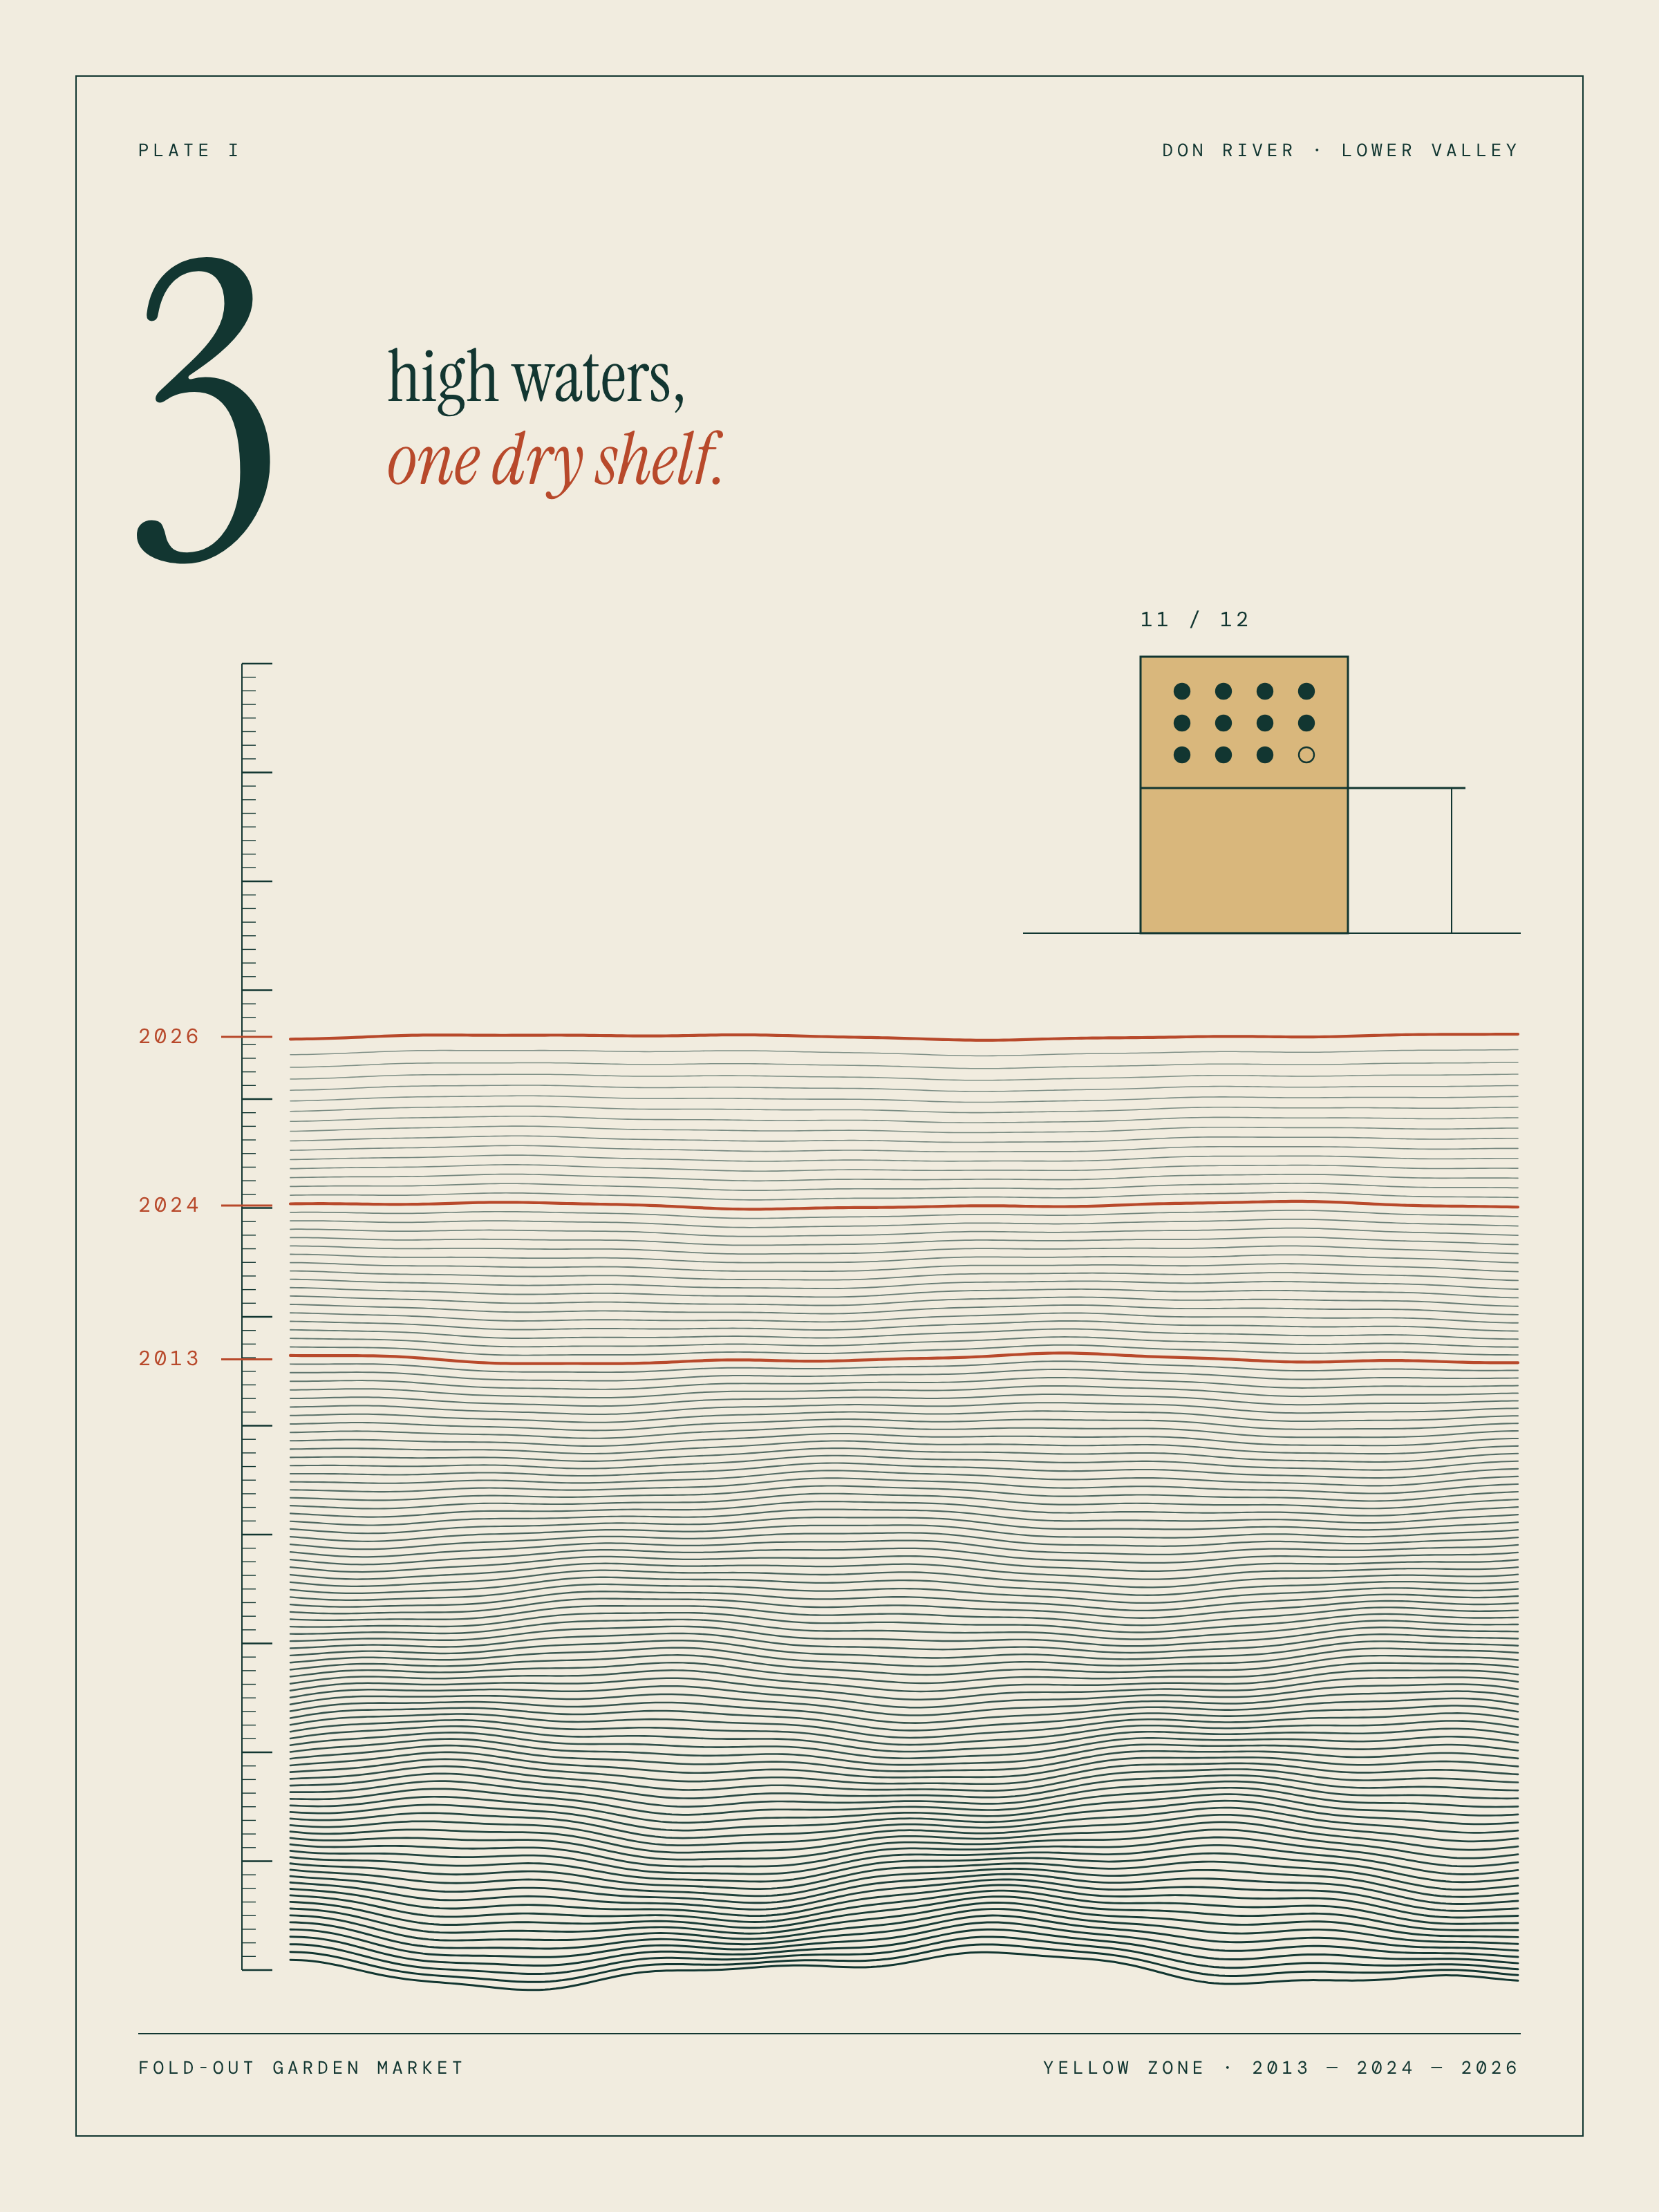 PLATE I
DON RIVER · LOWER VALLEY
3
high waters,
one dry shelf.
11 / 12
2026
2024
2013
FOLD-OUT GARDEN MARKET
YELLOW ZONE · 2013 — 2024 — 2026